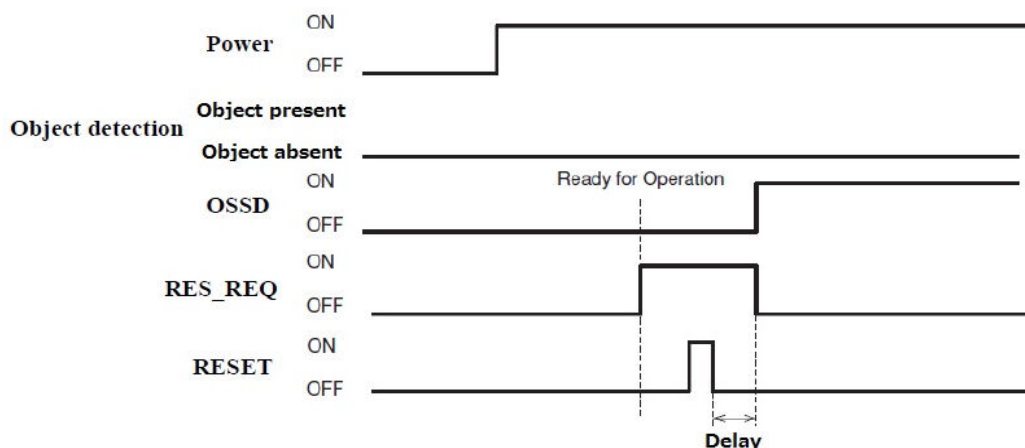 ON
Power
OFF
Object present
Object detection
Object absent
ON
Ready for Operation
OSSD
OFF
ON
RES_REQ
OFF
ON
RESET
OFF
Delay